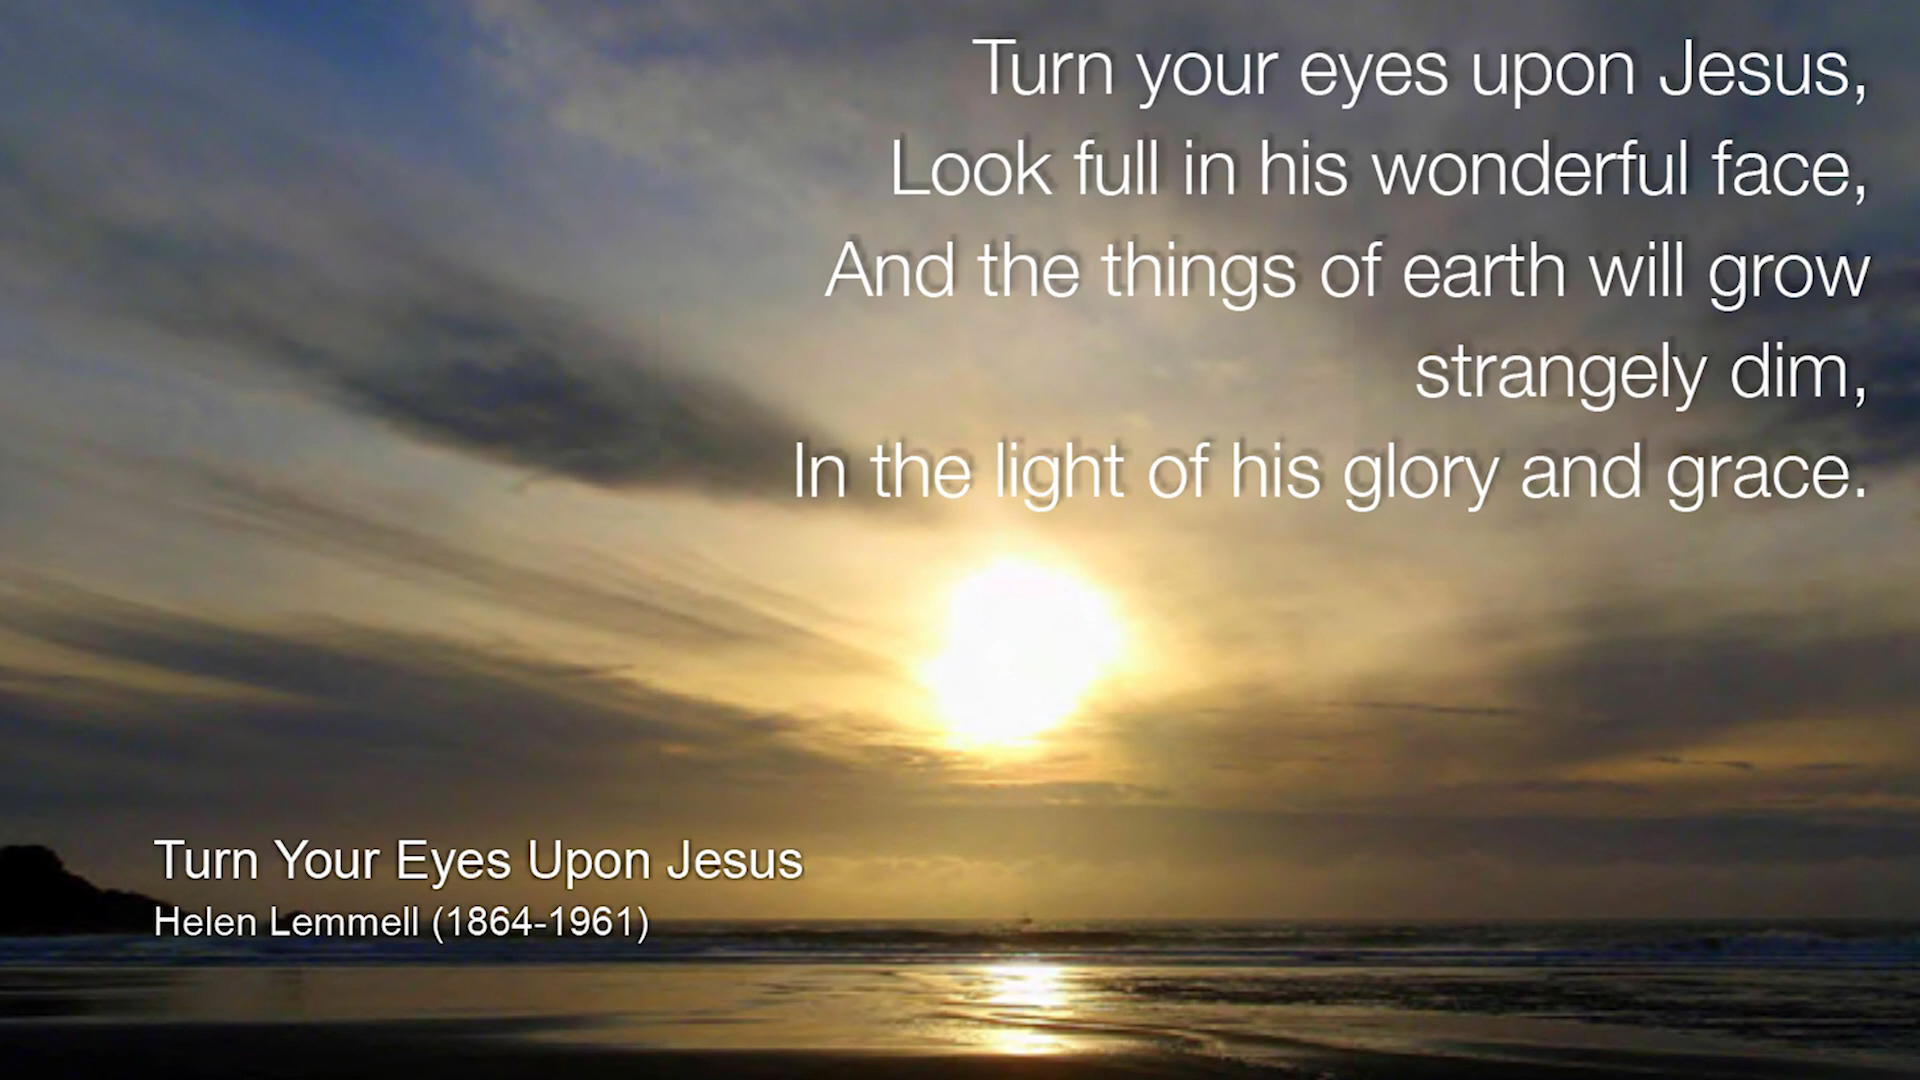 Turn your eyes upon Jesus,
Look full in his wonderful face,
And the things of earth will grow
strangely dim,
In the light of his glory and grace.
Turn Your Eyes Upon Jesus
Helen Lemmell (1864-1961)